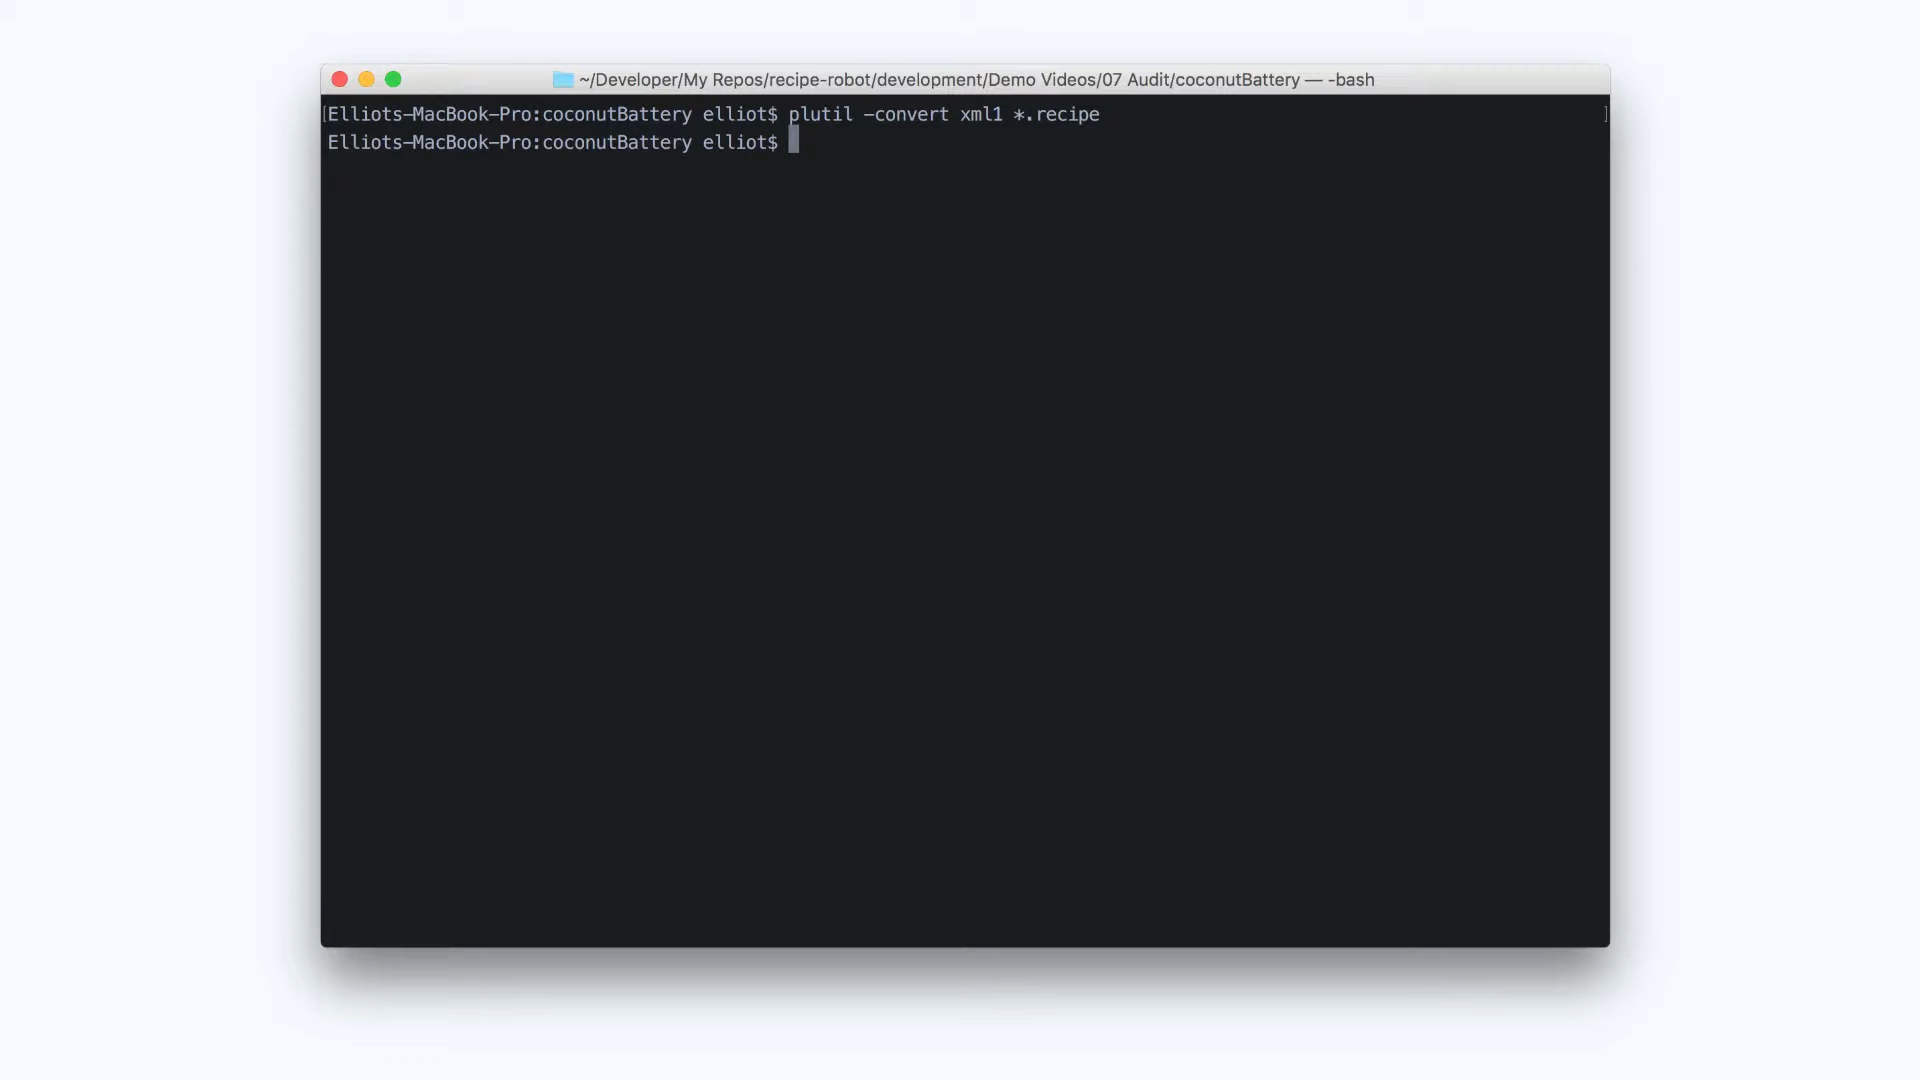 ~/Developer/My Repos/recipe-robot/development/Demo Videos/07 Audit/coconutBattery — -bash
[Elliots-MacBook-Pro:coconutBattery elliot$ plutil -convert xml1 *.recipe ]
Elliots-MacBook-Pro:coconutBattery elliot$